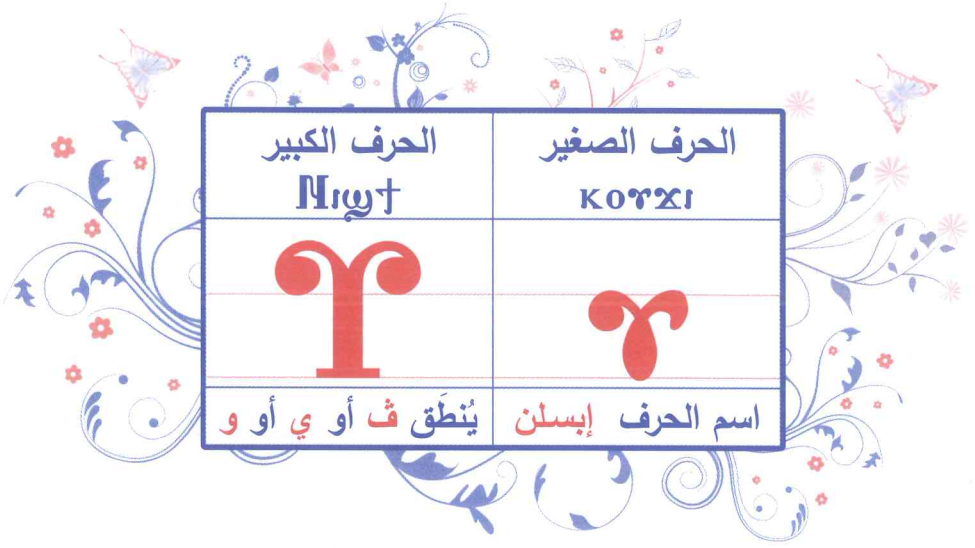 الحرف الصغير
ⲕⲟⲩϫⲓ
الحرف الكبير
Ⲛⲓϣϯ
ⲩ
Ⲩ
اسم الحرف إبسلن
يُنطَق ڤ أو ي أو و